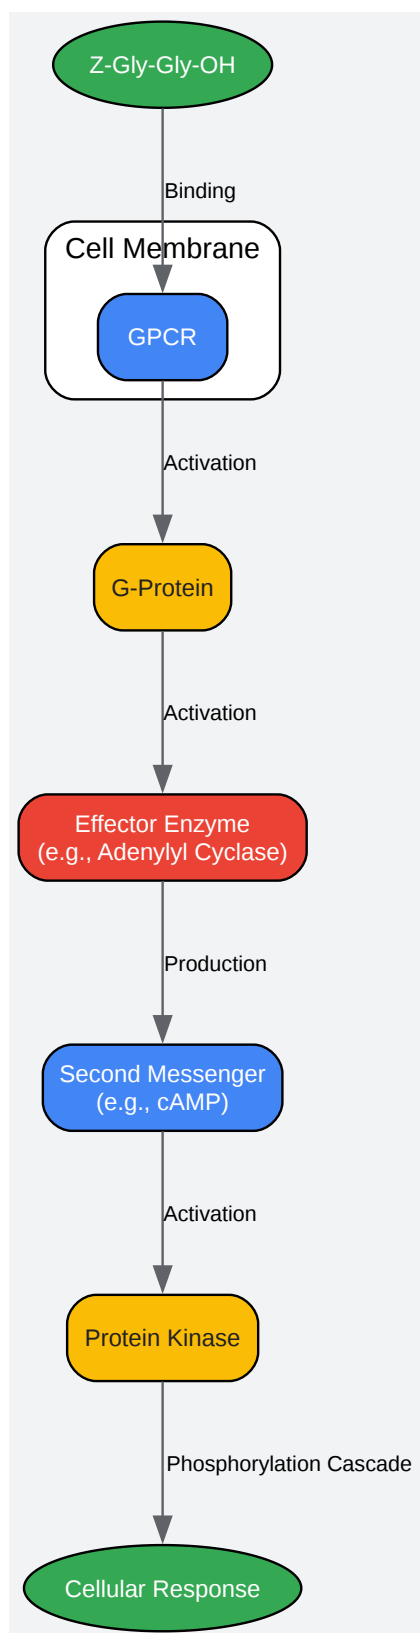 Z-Gly-Gly-OH
Binding
Cell Membrane
GPCR
Activation
G-Protein
Activation
Effector Enzyme
(e.g., Adenylyl Cyclase)
Production
Second Messenger
(e.g., cAMP)
Activation
Protein Kinase
Phosphorylation Cascade
Cellular Response